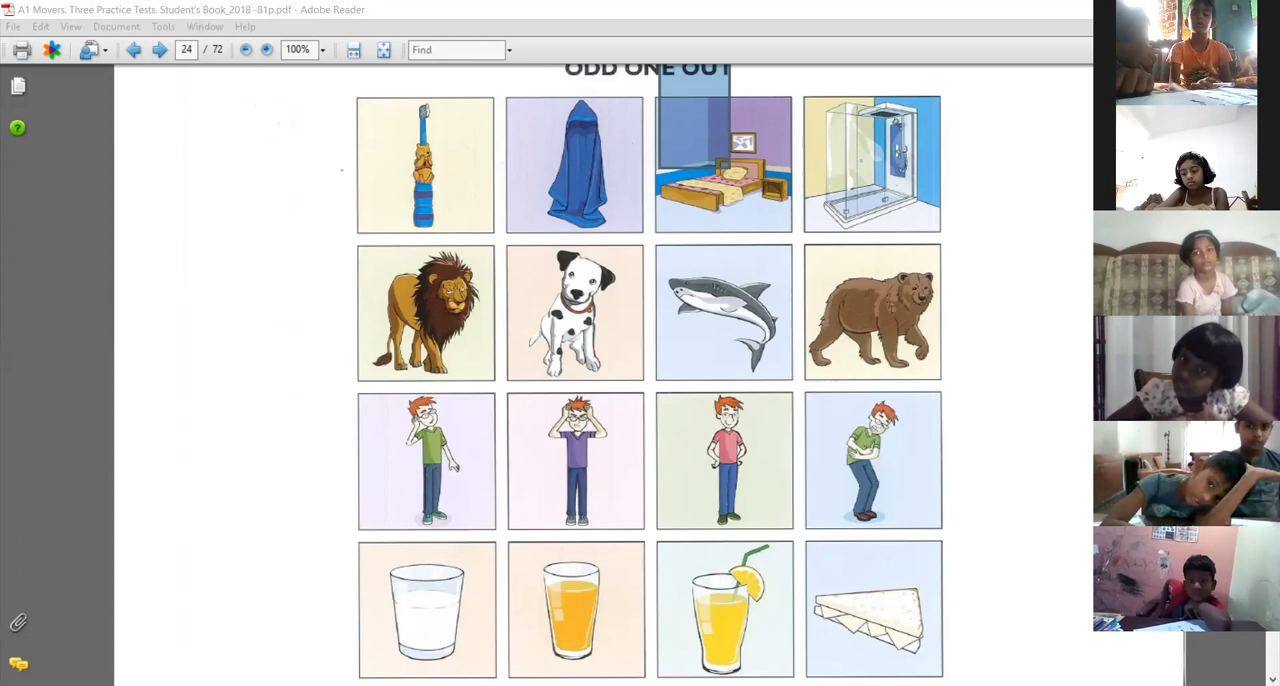 A1 Movers. Three Practice Tests. Student's Book_2018 -81p.pdf - Adobe Reader
File Edit View Document Tools Window Help
24 / 72 100% Find
ODD ONE OUT